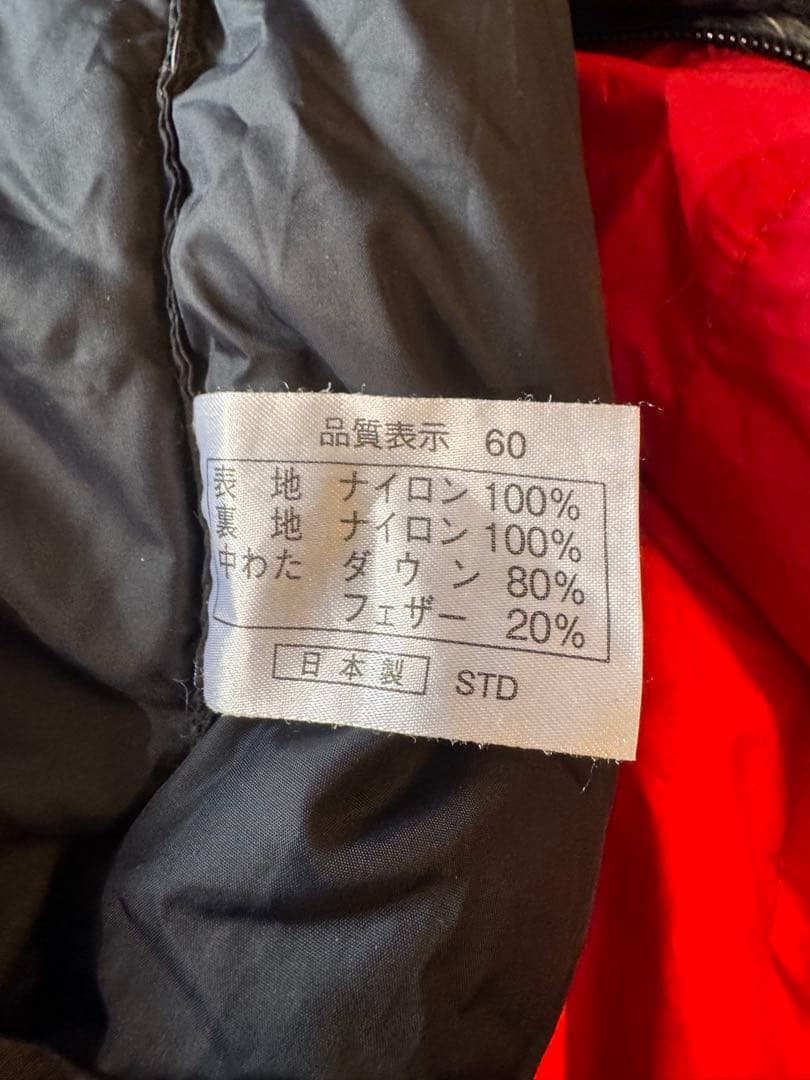 品質表示 60
表地 ナイロン 100%
裏地 ナイロン 100%
中わた ダウン 80%
フェザー 20%
日本製 STD